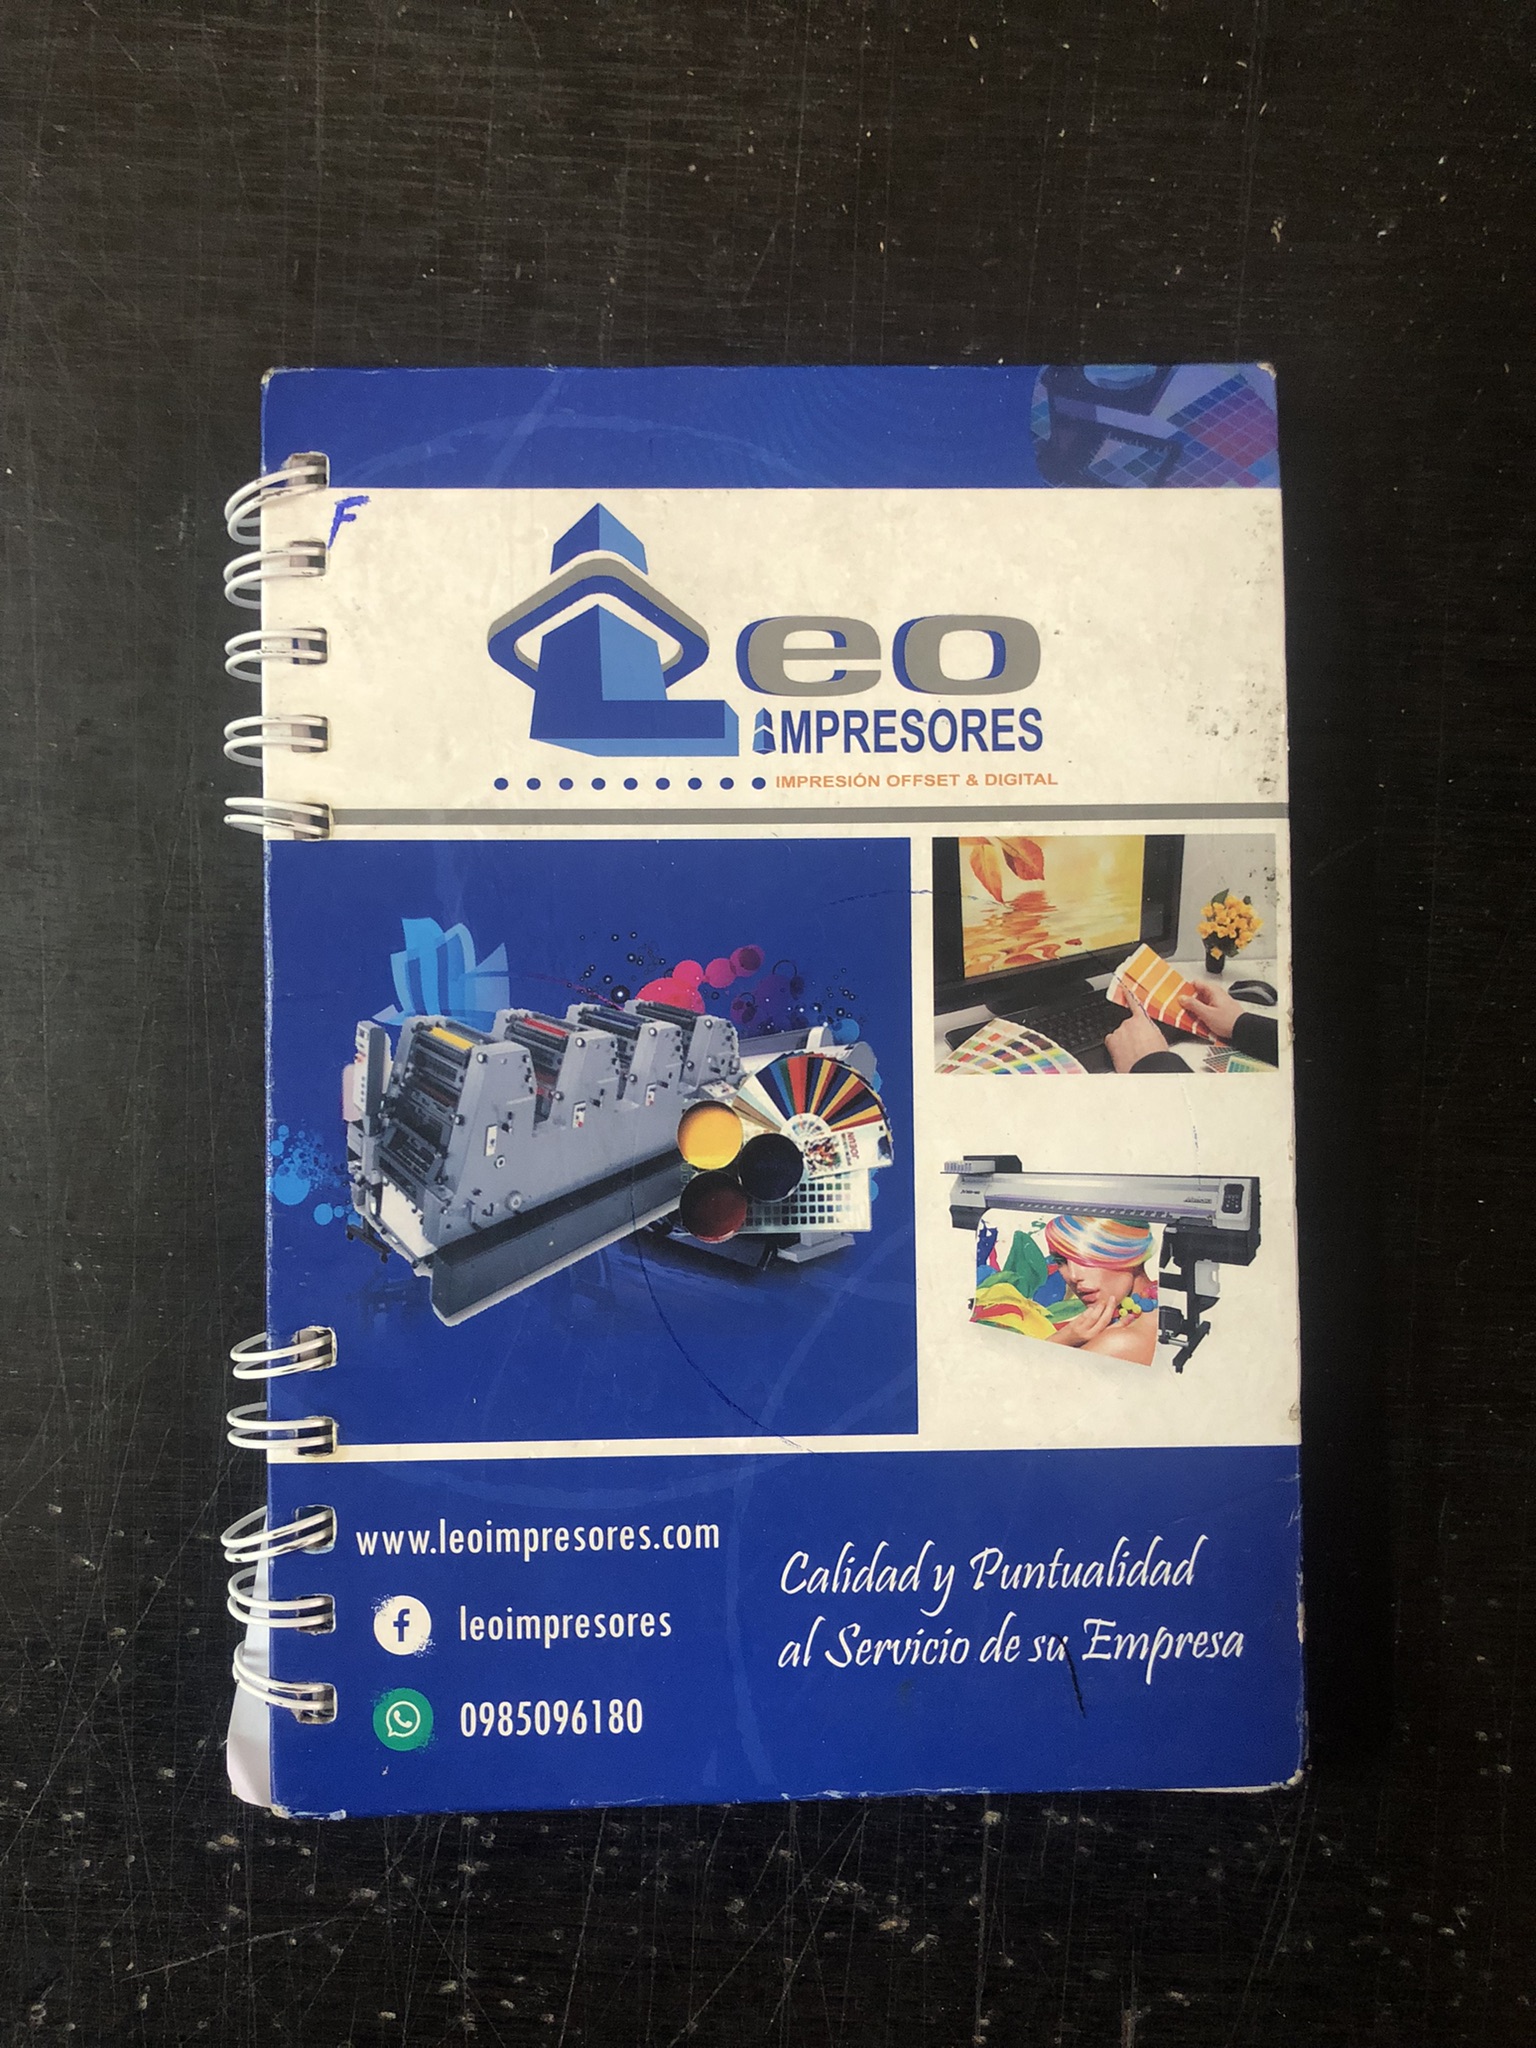 F
Leo
IMPRESORES
IMPRESIÓN OFFSET & DIGITAL
www.leoimpresores.com
leoimpresores
0985096180
Calidad y Puntualidad
al Servicio de su Empresa